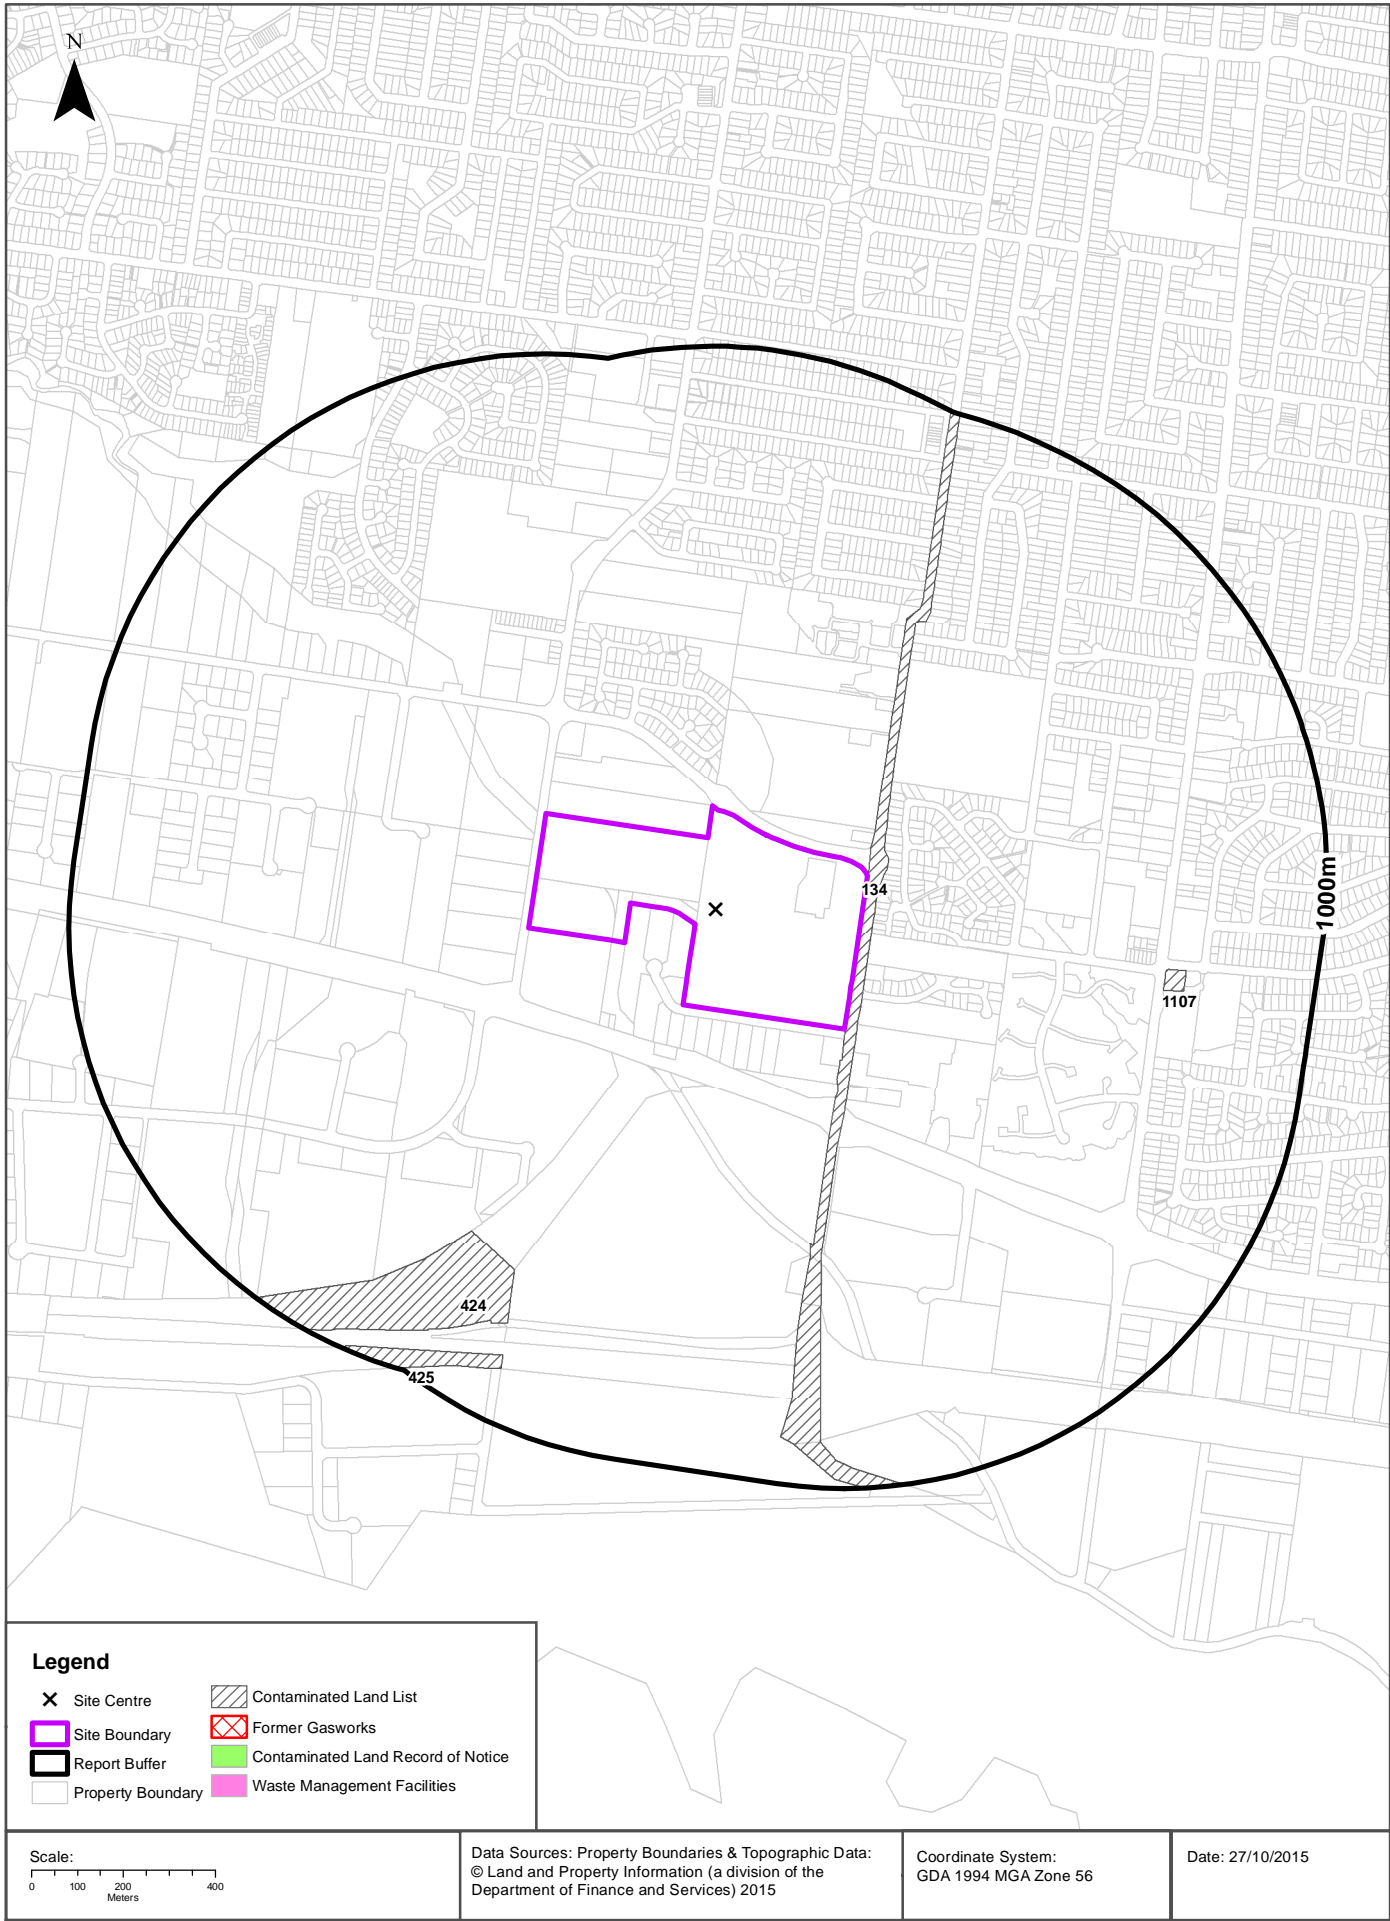 N
134
1000m
1107
424
425
Legend
Site Centre
Site Boundary
Report Buffer
Property Boundary
Contaminated Land List
Former Gasworks
Contaminated Land Record of Notice
Waste Management Facilities
Scale:
0 100 200 400
Meters
Data Sources: Property Boundaries & Topographic Data:
© Land and Property Information (a division of the
Department of Finance and Services) 2015
Coordinate System:
GDA 1994 MGA Zone 56
Date: 27/10/2015